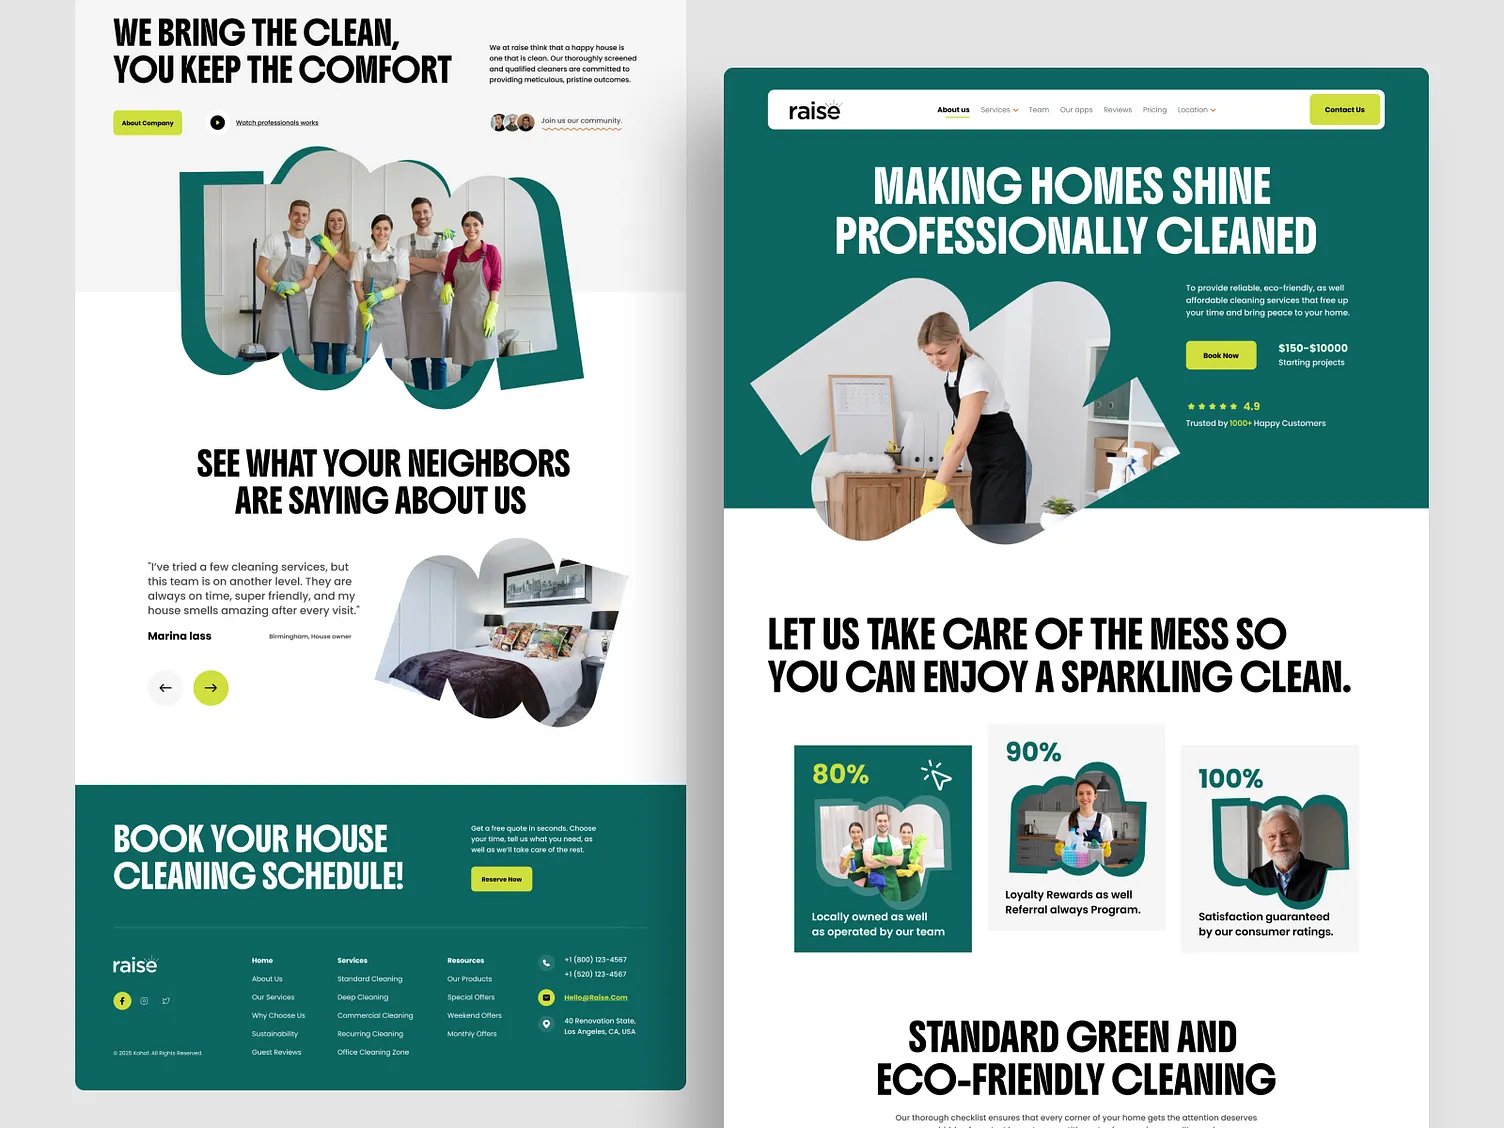 WE BRING THE CLEAN,
YOU KEEP THE COMFORT
We at raise think that a happy house is
one that is clean. Our thoroughly screened
and qualified cleaners are committed to
providing meticulous, pristine outcomes.
About Company
Watch professionals works
Join us our community.
SEE WHAT YOUR NEIGHBORS
ARE SAYING ABOUT US
"I've tried a few cleaning services, but
this team is on another level. They are
always on time, super friendly, and my
house smells amazing after every visit."
Marina lass
Birmingham, House owner
BOOK YOUR HOUSE
CLEANING SCHEDULE!
Get a free quote in seconds. Choose
your time, tell us what you need, as
well as we'll take care of the rest.
Reserve Now
raise
Home
About Us
Our Services
Why Choose Us
Sustainability
Guest Reviews
Services
Standard Cleaning
Deep Cleaning
Commercial Cleaning
Recurring Cleaning
Office Cleaning Zone
Resources
Our Products
Special Offers
Weekend Offers
Monthly Offers
+1 (800) 123-4567
+1 (520) 123-4567
Hello@Raise.Com
40 Renovation State,
Los Angeles, CA, USA
© 2025 Kahaf. All Rights Reserved.
raise
About us
Services
Team
Our apps
Reviews
Pricing
Location
Contact Us
MAKING HOMES SHINE
PROFESSIONALLY CLEANED
To provide reliable, eco-friendly, as well
affordable cleaning services that free up
your time and bring peace to your home.
Book Now
$150-$10000
Starting projects
4.9
Trusted by 1000+ Happy Customers
LET US TAKE CARE OF THE MESS SO
YOU CAN ENJOY A SPARKLING CLEAN.
80%
Locally owned as well
as operated by our team
90%
Loyalty Rewards as well
Referral always Program.
100%
Satisfaction guaranteed
by our consumer ratings.
STANDARD GREEN AND
ECO-FRIENDLY CLEANING
Our thorough checklist ensures that every corner of your home gets the attention deserves